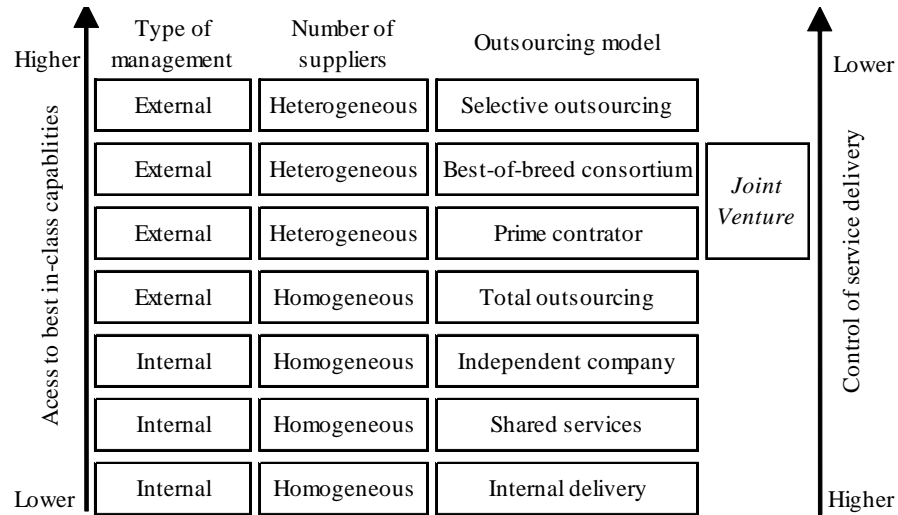 Type of
management
Number of
suppliers
Outsourcing model
Higher
Lower
External
Heterogeneous
Selective outsourcing
External
Heterogeneous
Best-of-breed consortium
Joint
Venture
External
Heterogeneous
Prime contrator
External
Homogeneous
Total outsourcing
Internal
Homogeneous
Independent company
Internal
Homogeneous
Shared services
Internal
Homogeneous
Internal delivery
Lower
Higher
Acess to best in-class capablities
Control of service delivery